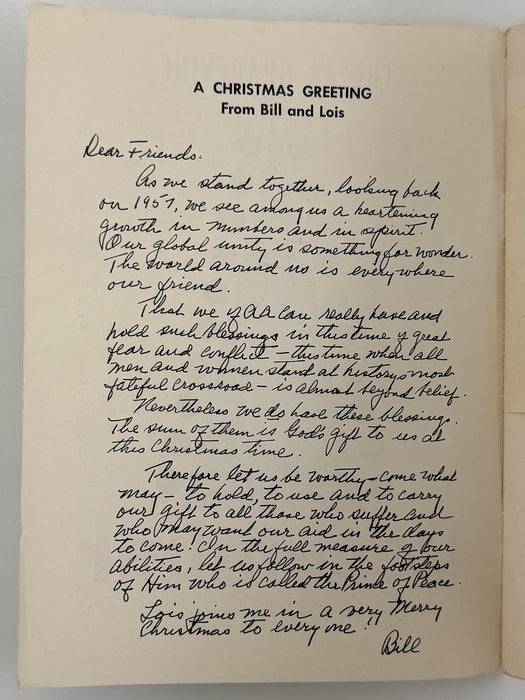 A CHRISTMAS GREETING
From Bill and Lois
Dear Friends.
As we stand together, looking back
on 1957, we see among us a heartening
growth in numbers and in spirit.
Our global unity is something for wonder.
The world around us is everywhere
our friend.
That we of AA can really have and
hold such blessings in this time of great
fear and conflict – this time when all
men and women stand at historys most
fateful crossroad – is almost beyond belief.
Nevertheless we do have these blessings.
The sum of them is God's gift to us at
this Christmas time.
Therefore let us be worthy – come what
may – to hold, to use and to carry
our gift to all those who suffer and
who may want our aid in the days
to come! In the full measure of our
abilities, let us follow in the footsteps
of Him who is called the Prince of Peace.
Lois joins me in a very Merry
Christmas to every one!!
Bill